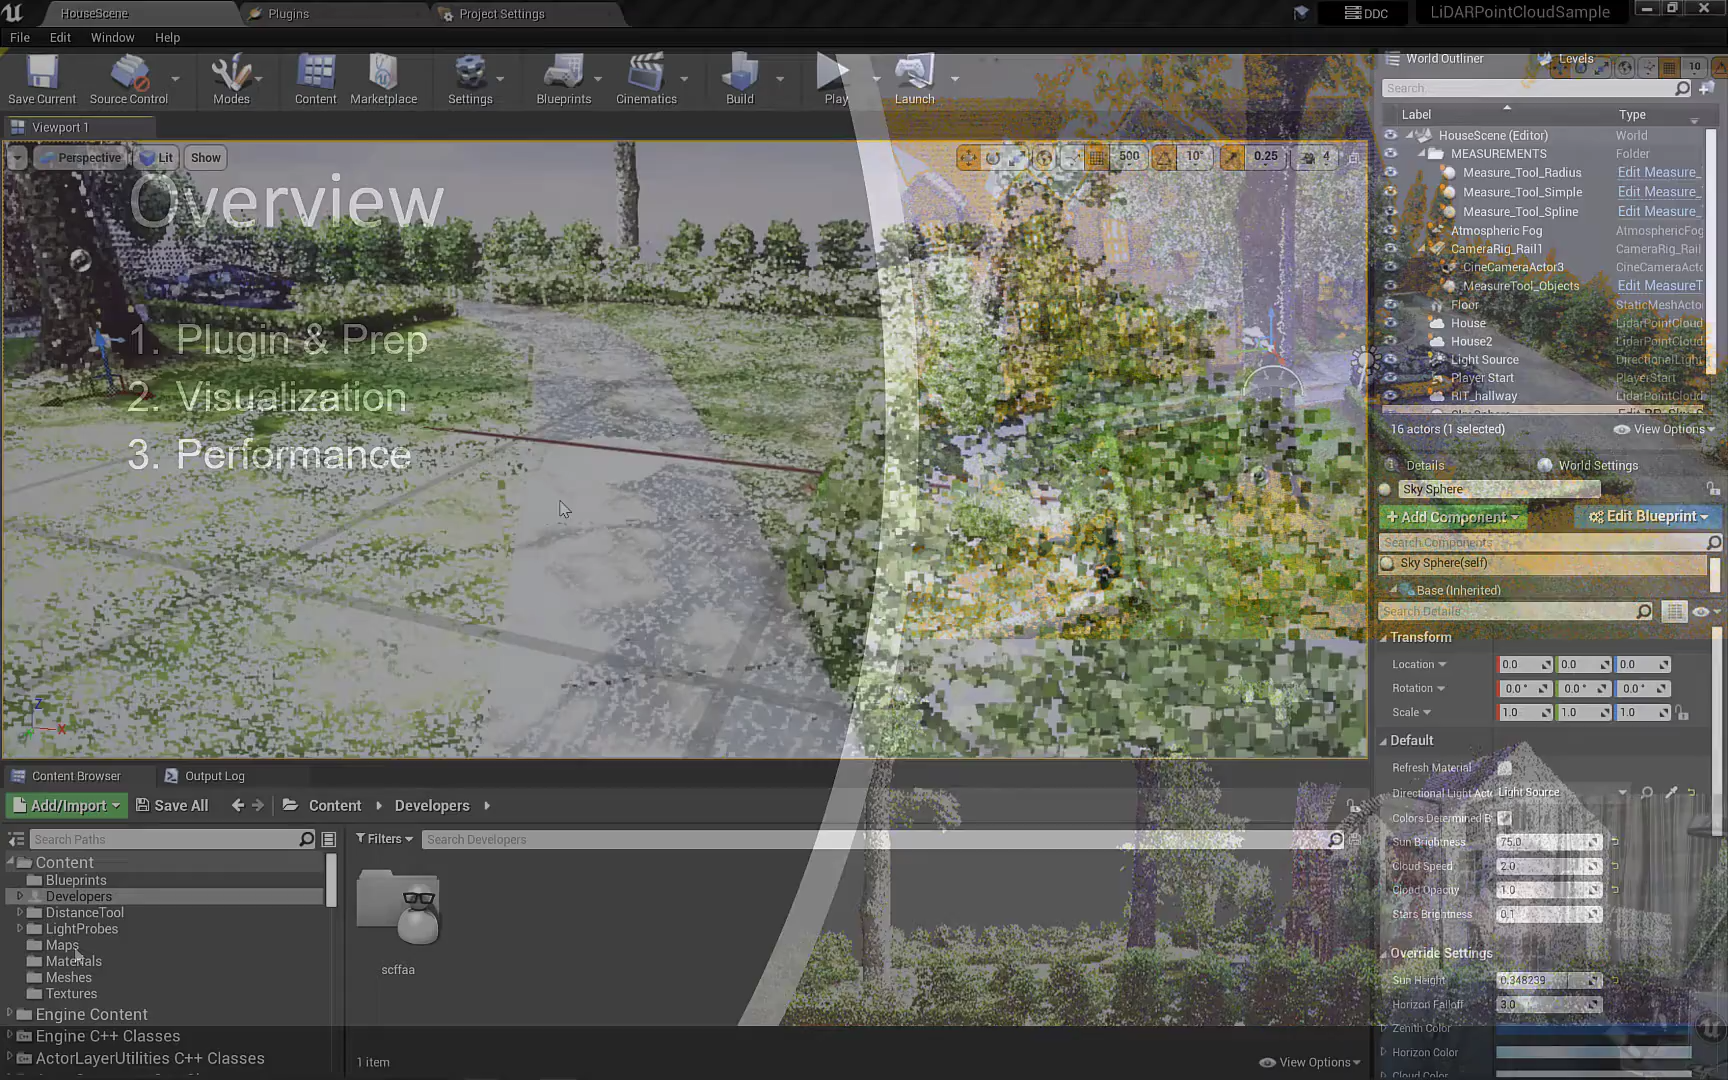 HouseScene
Plugins
Project Settings
DDC
LiDARPointCloudSample
File
Edit
Window
Help
Save Current
Source Control
Modes
Content
Marketplace
Settings
Blueprints
Cinematics
Build
Play
Launch
World Outliner
Levels
10
Search...
Label
Type
Viewport 1
Perspective
Lit
Show
500
10°
0.25
4
HouseScene (Editor)
World
MEASUREMENTS
Folder
Measure_Tool_Radius
Edit Measure_
Measure_Tool_Simple
Edit Measure_
Measure_Tool_Spline
Edit Measure_
Atmospheric Fog
AtmosphericFog
CameraRig_Rail1
CameraRig_Rail
CineCameraActor3
CineCameraActo
MeasureTool_Objects
Edit MeasureT
Floor
StaticMeshActo
House
LidarPointCloud
House2
LidarPointCloud
Light Source
DirectionalLight
Player Start
PlayerStart
RIT_hallway
LidarPointCloud
16 actors (1 selected)
View Options
Overview
1. Plugin & Prep
2. Visualization
3. Performance
Details
World Settings
Sky Sphere
Add Component
Edit Blueprint
Search Components
Sky Sphere(self)
Base (Inherited)
Search Details
Transform
Location
0.0
0.0
0.0
Rotation
0.0°
0.0°
0.0°
Scale
1.0
1.0
1.0
Default
Refresh Material
Directional Light Acto
Light Source
Colors Determined B
Sun Brightness
75.0
Cloud Speed
2.0
Cloud Opacity
1.0
Stars Brightness
0.1
Override Settings
Sun Height
0.348239
Horizon Falloff
3.0
Zenith Color
Horizon Color
Cloud Color
Z
X
Content Browser
Output Log
Add/Import
Save All
Content
Developers
Search Paths
Filters
Search Developers
Content
Blueprints
Developers
DistanceTool
LightProbes
Maps
Materials
Meshes
Textures
Engine Content
Engine C++ Classes
ActorLayerUtilities C++ Classes
scffaa
1 item
View Options